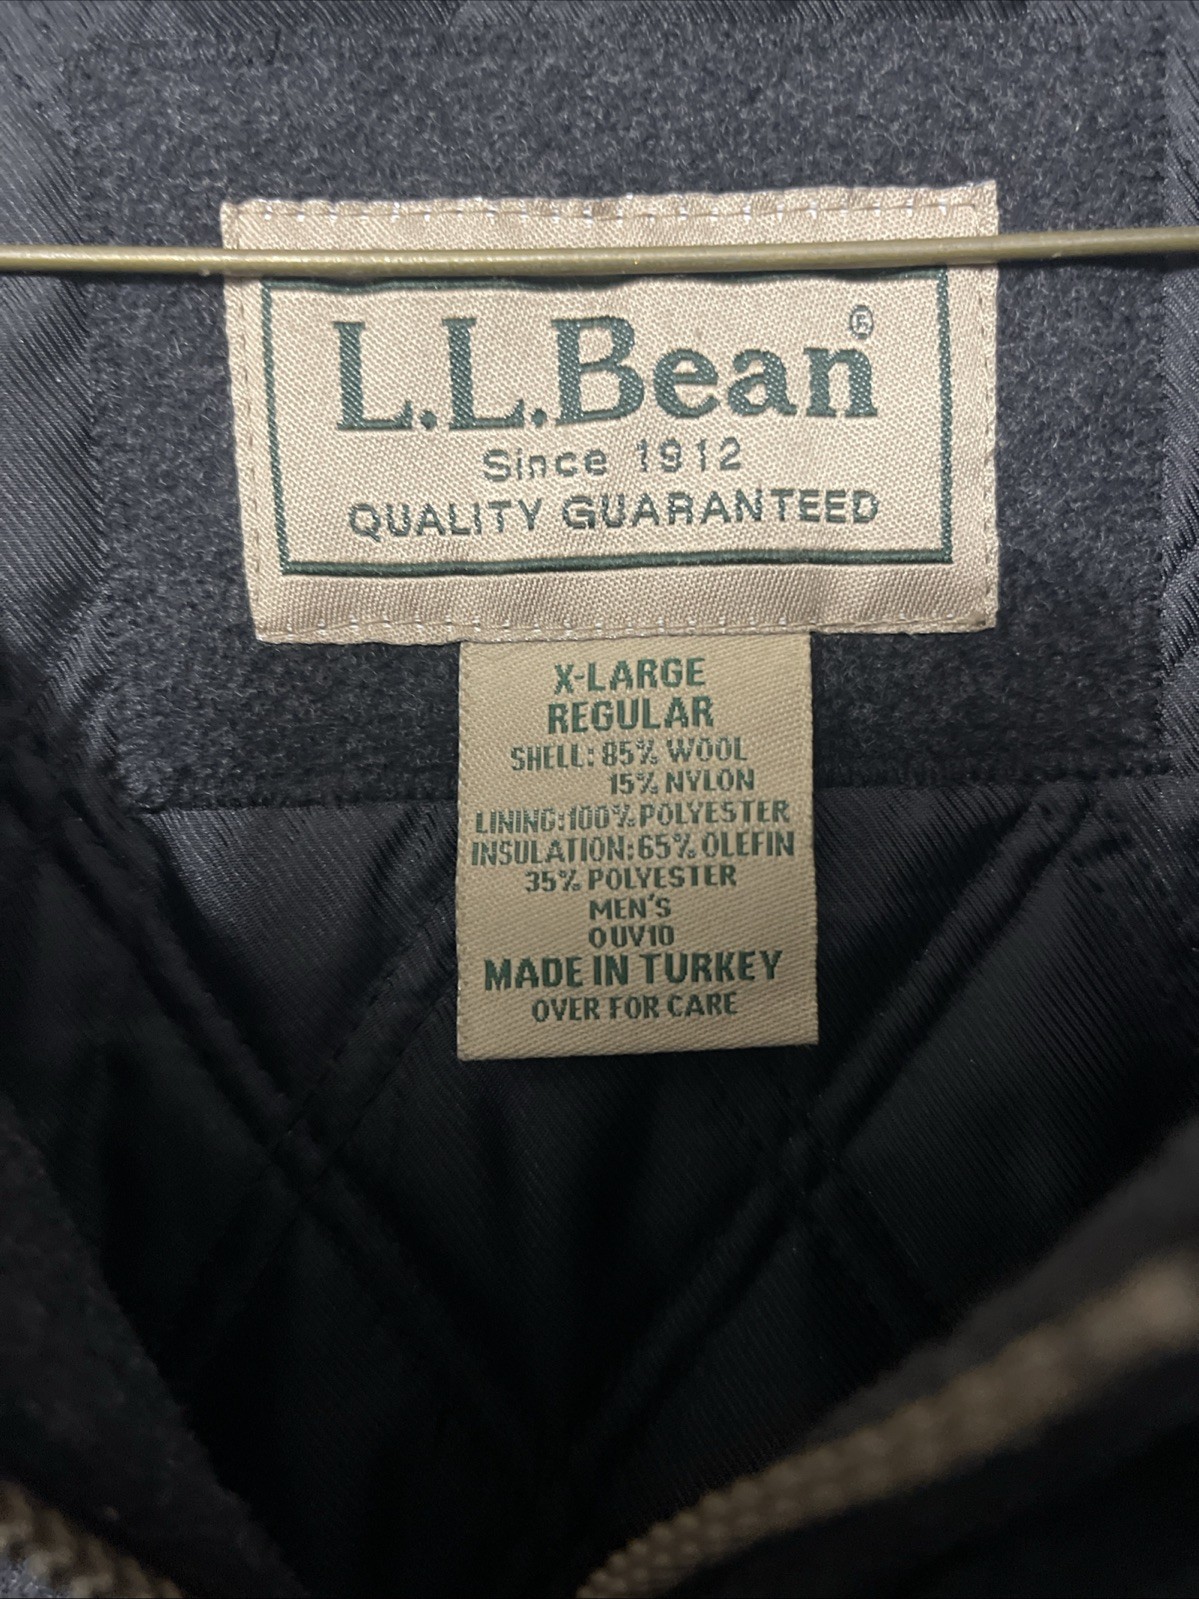 L.L.Bean®
Since 1912
QUALITY GUARANTEED
X-LARGE
REGULAR
SHELL: 85% WOOL
15% NYLON
LINING:100% POLYESTER
INSULATION:65% OLEFIN
35% POLYESTER
MEN'S
0UV10
MADE IN TURKEY
OVER FOR CARE